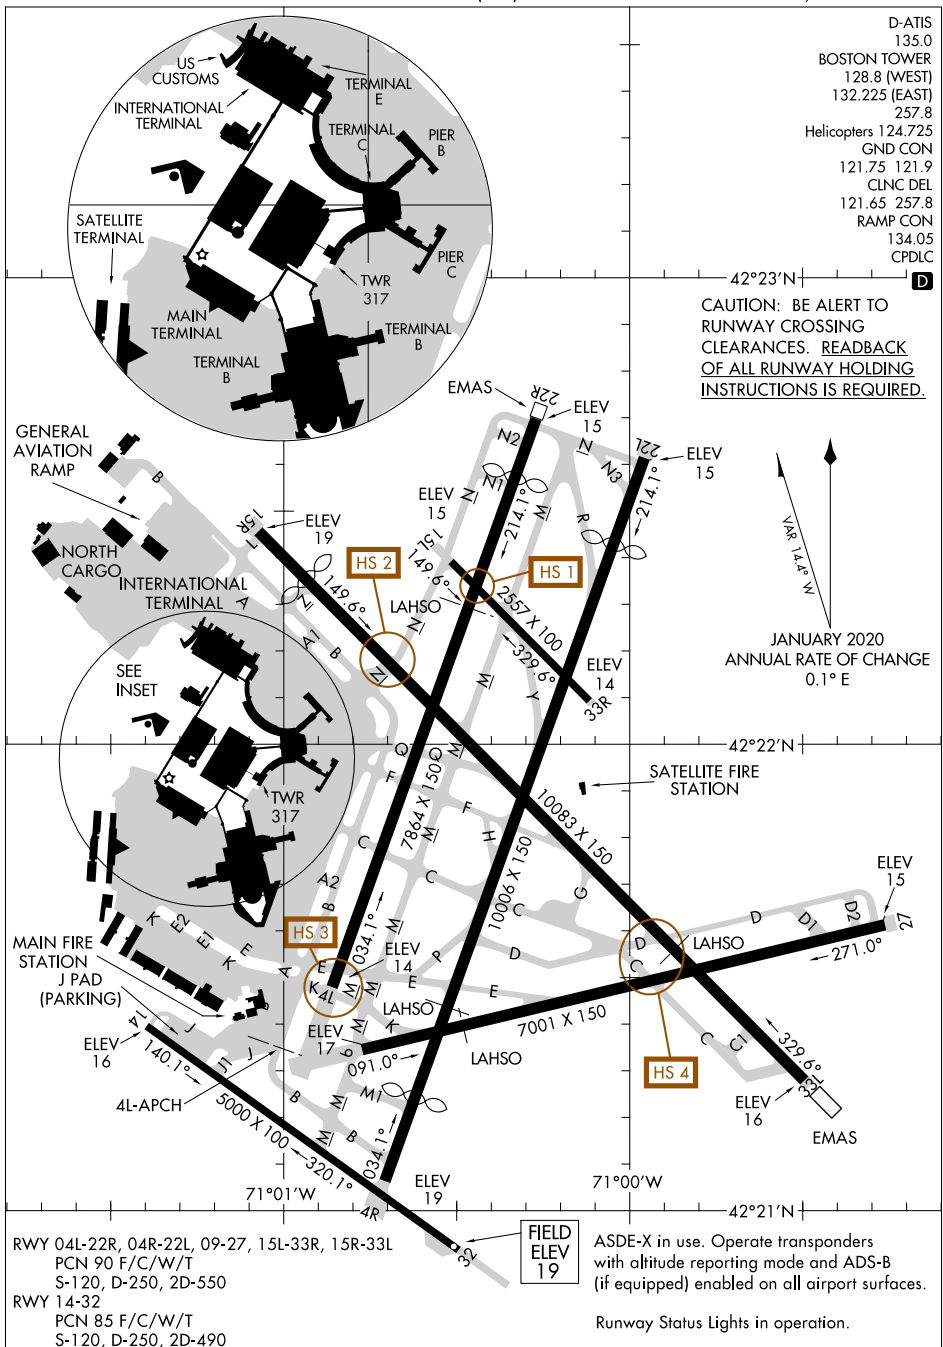 D-ATIS
135.0
BOSTON TOWER
128.8 (WEST)
132.225 (EAST)
257.8
Helicopters 124.725
GND CON
121.75 121.9
CLNC DEL
121.65 257.8
RAMP CON
134.05
CPDLC
D
US
CUSTOMS
INTERNATIONAL
TERMINAL
TERMINAL
E
TERMINAL
C
PIER
B
SATELLITE
TERMINAL
PIER
C
TWR
317
MAIN
TERMINAL
TERMINAL
B
TERMINAL
B
42°23'N
CAUTION: BE ALERT TO
RUNWAY CROSSING
CLEARANCES. READBACK
OF ALL RUNWAY HOLDING
INSTRUCTIONS IS REQUIRED.
EMAS
22R
ELEV
15
22L
ELEV
15
GENERAL
AVIATION
RAMP
B
N2
N
N3
N1
N
M
214.1°
214.1°
R
VAR 14.4° W
JANUARY 2020
ANNUAL RATE OF CHANGE
0.1° E
NORTH
CARGO
INTERNATIONAL
TERMINAL
A
15R
L
ELEV
19
ELEV
15
15L
149.6°
HS 2
HS 1
LAHSO
2557 X 100
329.6°
ELEV
14
33R
149.6°
N
A1
B
N
N
M
Y
SEE
INSET
TWR
317
42°22'N
SATELLITE FIRE
STATION
Q
Q
M
F
F
7864 X 150
10083 X 150
H
C
M
C
10006 X 150
G
C
A2
B
HS 3
034.1°
ELEV
14
M
P
D
D
C
D
D1
D2
ELEV
15
27
LAHSO
271.0°
K
E2
E1
E
K
A
E
K
4L
M
M
E
E
MAIN FIRE
STATION
J PAD
(PARKING)
LAHSO
M
K
7001 X 150
LAHSO
ELEV
17
9
091.0°
C
C1
329.6°
33L
HS 4
ELEV
16
EMAS
14
J
ELEV
16
140.1°
J1
J
4L-APCH
5000 X 100
B
M
M1
M
B
320.1°
034.1°
ELEV
19
4R
32
71°01'W
71°00'W
42°21'N
FIELD
ELEV
19
RWY 04L-22R, 04R-22L, 09-27, 15L-33R, 15R-33L
PCN 90 F/C/W/T
S-120, D-250, 2D-550
RWY 14-32
PCN 85 F/C/W/T
S-120, D-250, 2D-490
ASDE-X in use. Operate transponders
with altitude reporting mode and ADS-B
(if equipped) enabled on all airport surfaces.
Runway Status Lights in operation.